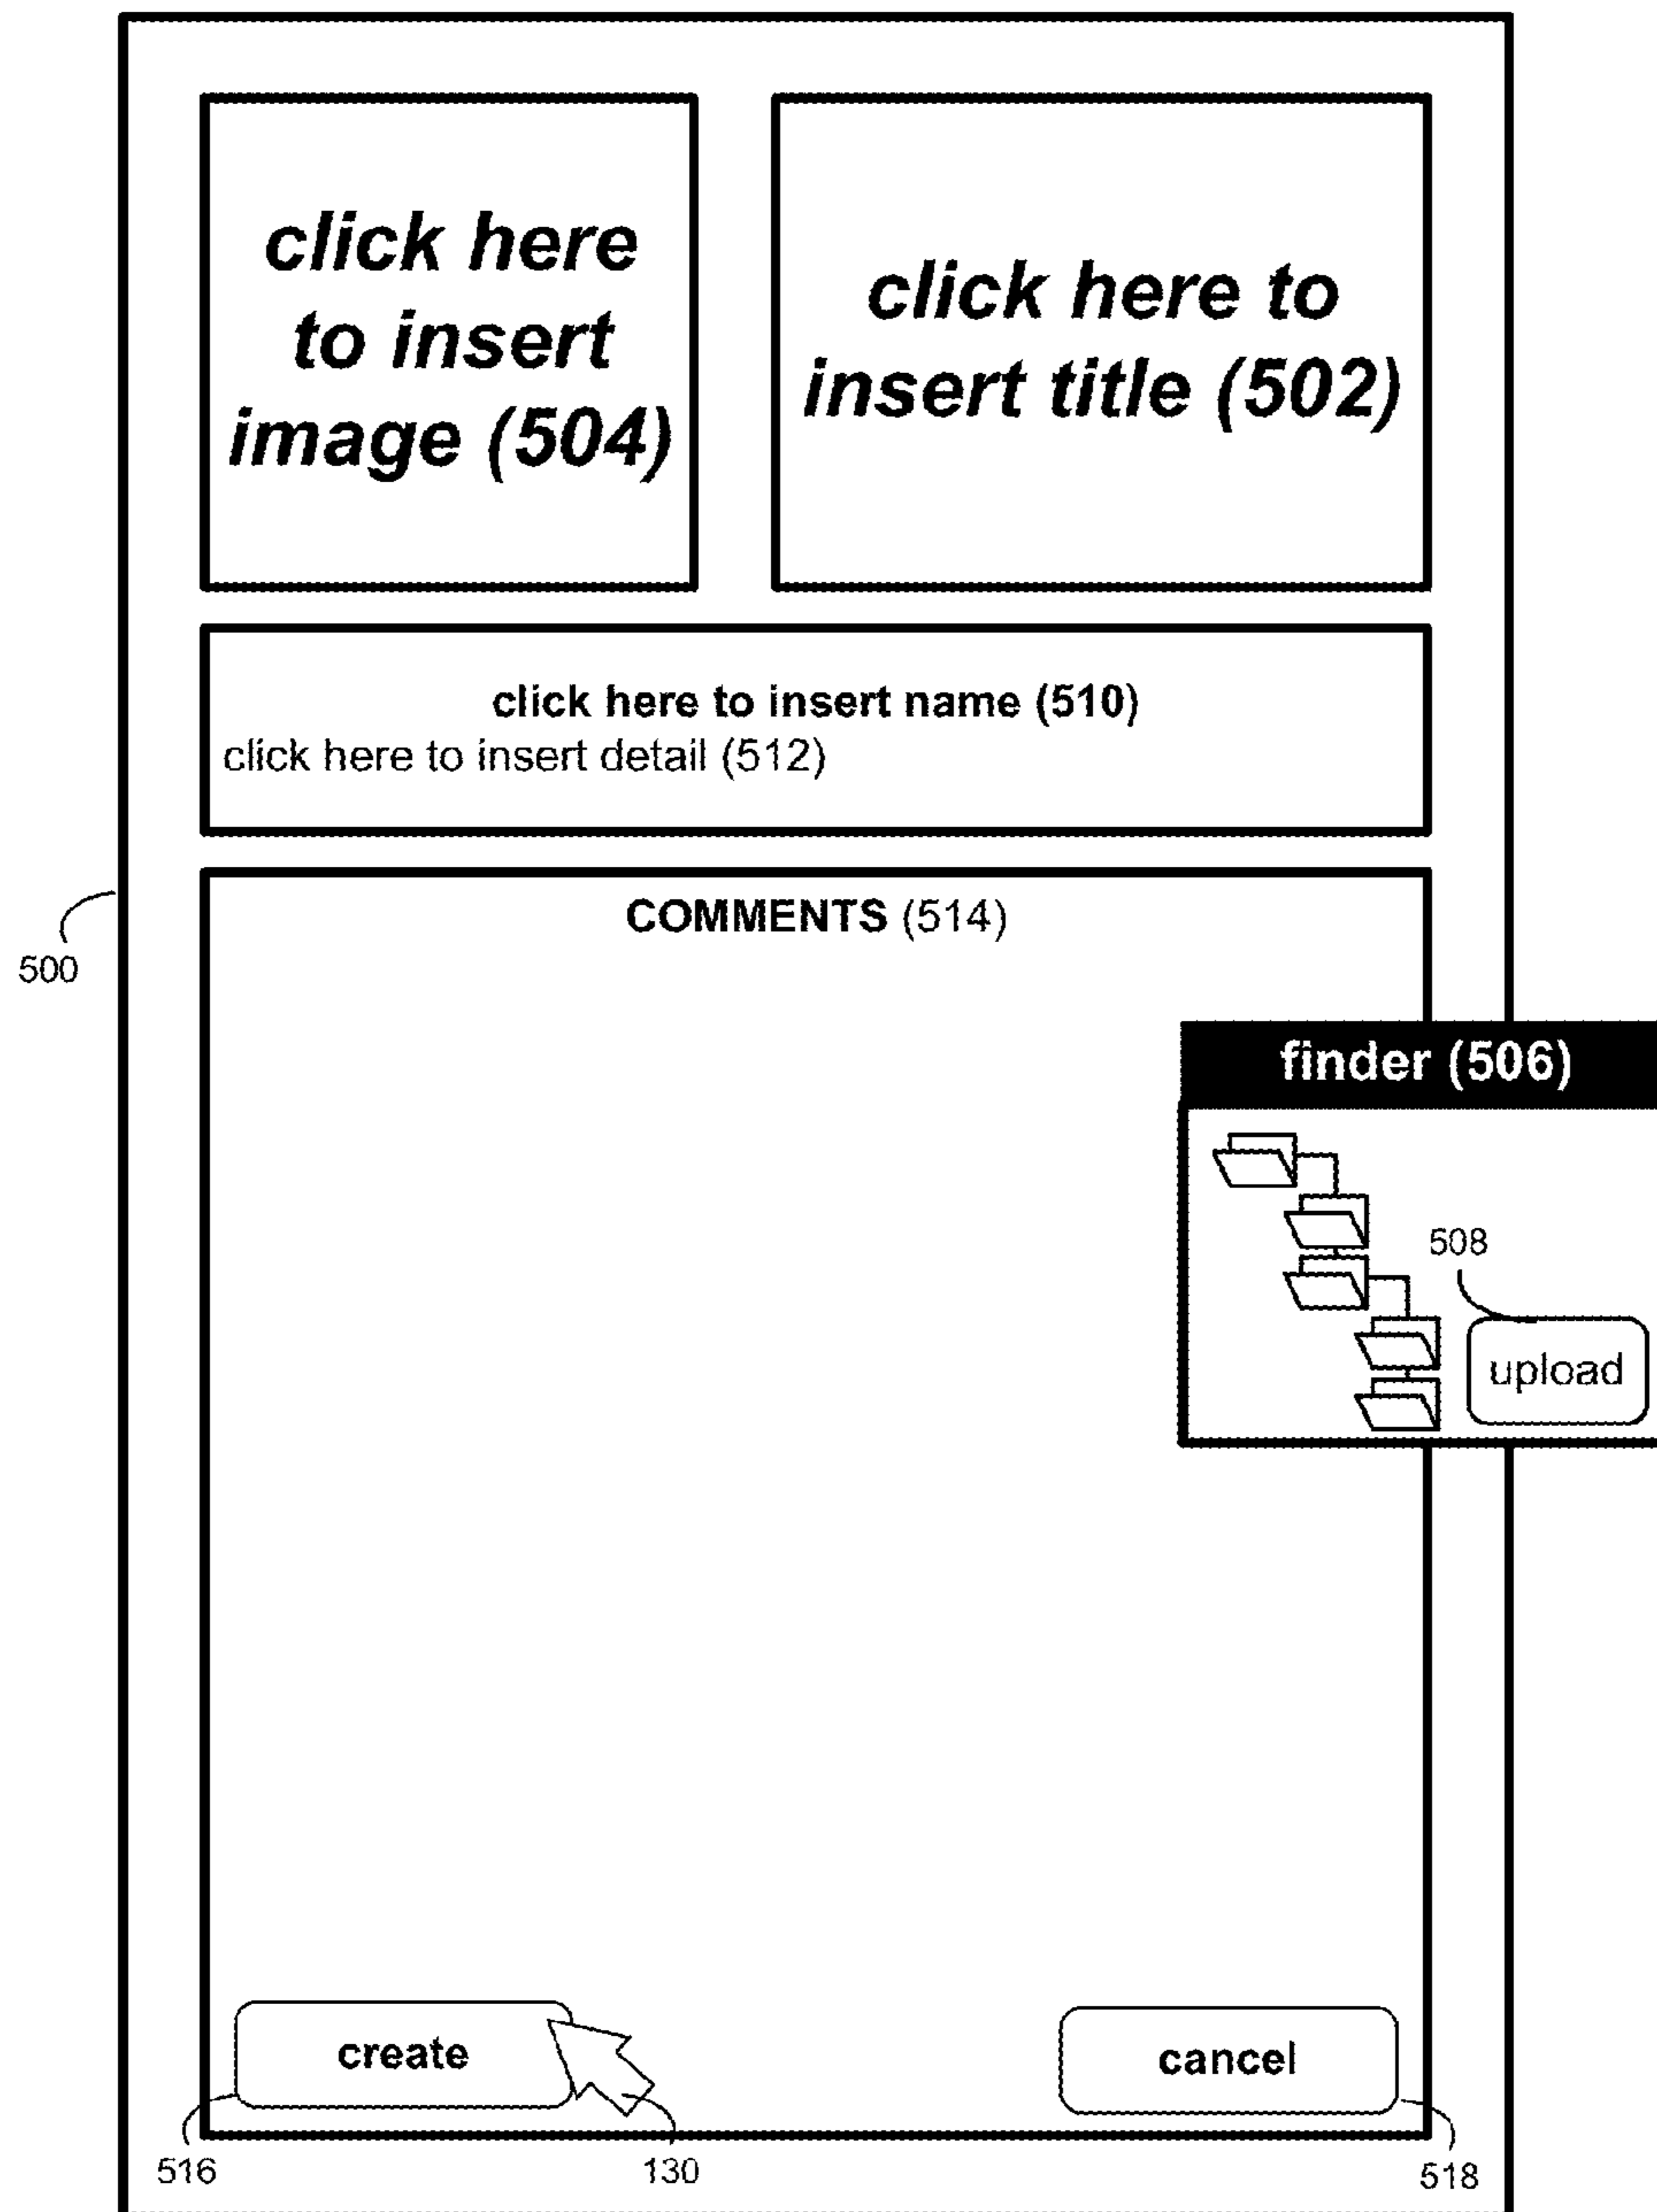 click here
to insert
image (504)
click here to
insert title (502)
click here to insert name (510)
click here to insert detail (512)
COMMENTS (514)
500
finder (506)
508
upload
create
cancel
516
130
518